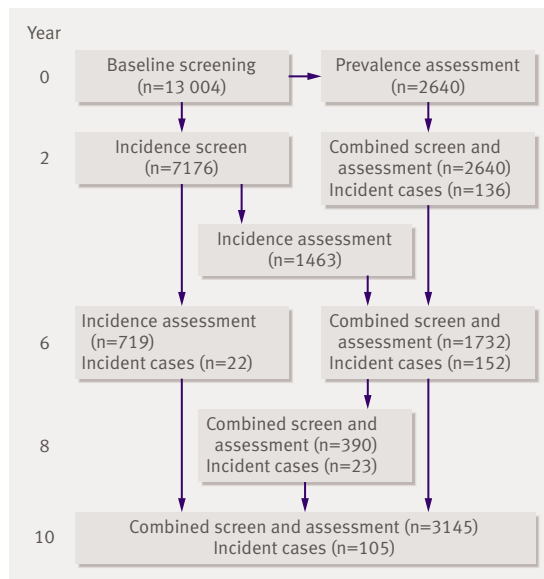 Year
0
Baseline screening
(n=13 004)
Prevalence assessment
(n=2640)
2
Incidence screen
(n=7176)
Combined screen and
assessment (n=2640)
Incident cases (n=136)
Incidence assessment
(n=1463)
6
Incidence assessment
(n=719)
Incident cases (n=22)
Combined screen and
assessment (n=1732)
Incident cases (n=152)
8
Combined screen and
assessment (n=390)
Incident cases (n=23)
10
Combined screen and assessment (n=3145)
Incident cases (n=105)